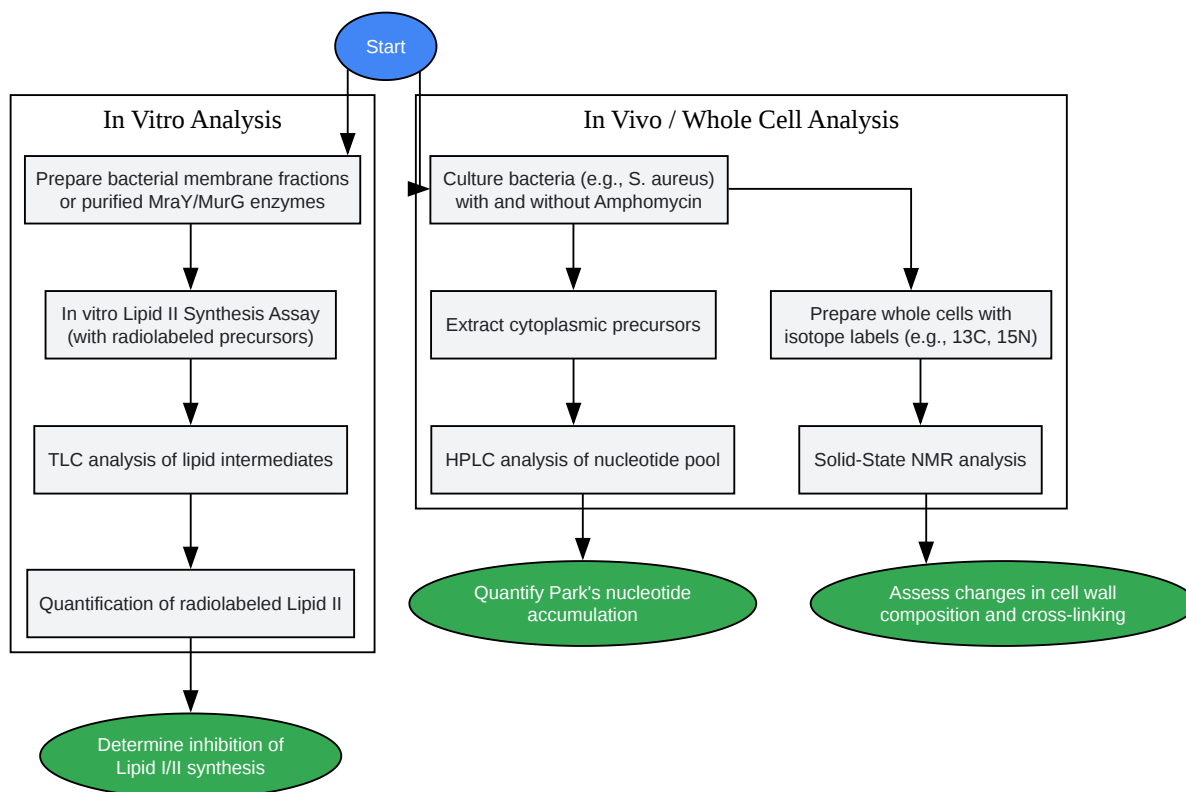 Start
In Vitro Analysis
Prepare bacterial membrane fractions
or purified MraY/MurG enzymes
In vitro Lipid II Synthesis Assay
(with radiolabeled precursors)
TLC analysis of lipid intermediates
Quantification of radiolabeled Lipid II
Determine inhibition of
Lipid I/II synthesis
In Vivo / Whole Cell Analysis
Culture bacteria (e.g., S. aureus)
with and without Amphomycin
Extract cytoplasmic precursors
HPLC analysis of nucleotide pool
Quantify Park's nucleotide
accumulation
Prepare whole cells with
isotope labels (e.g., 13C, 15N)
Solid-State NMR analysis
Assess changes in cell wall
composition and cross-linking